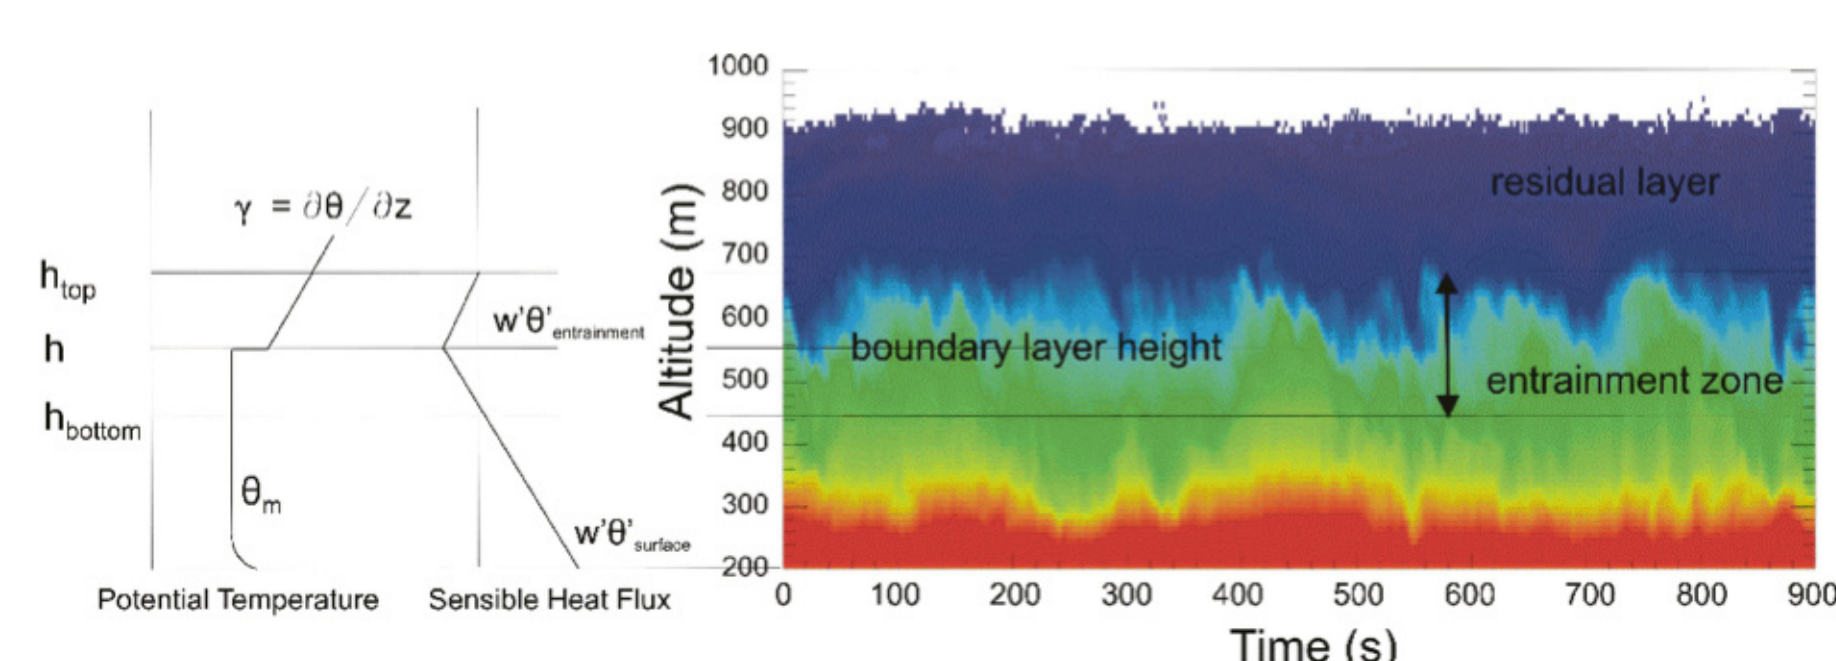 γ = ∂θ/∂z
h_top
h
h_bottom
θ_m
w'θ'_entrainment
w'θ'_surface
Potential Temperature
Sensible Heat Flux
Altitude (m)
1000
900
800
700
600
500
400
300
200
residual layer
boundary layer height
entrainment zone
0 100 200 300 400 500 600 700 800 900
Time (s)